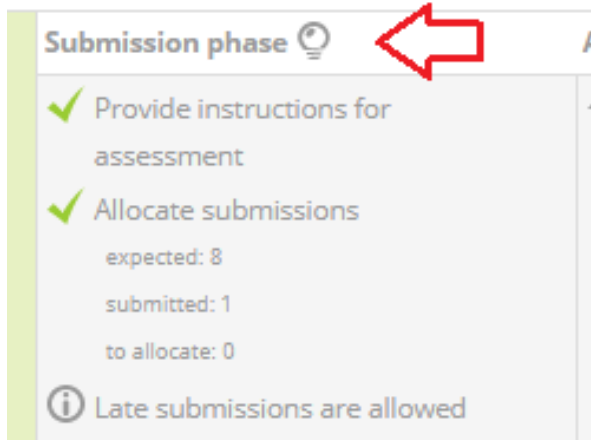 Submission phase
Provide instructions for
assessment
Allocate submissions
expected: 8
submitted: 1
to allocate: 0
Late submissions are allowed